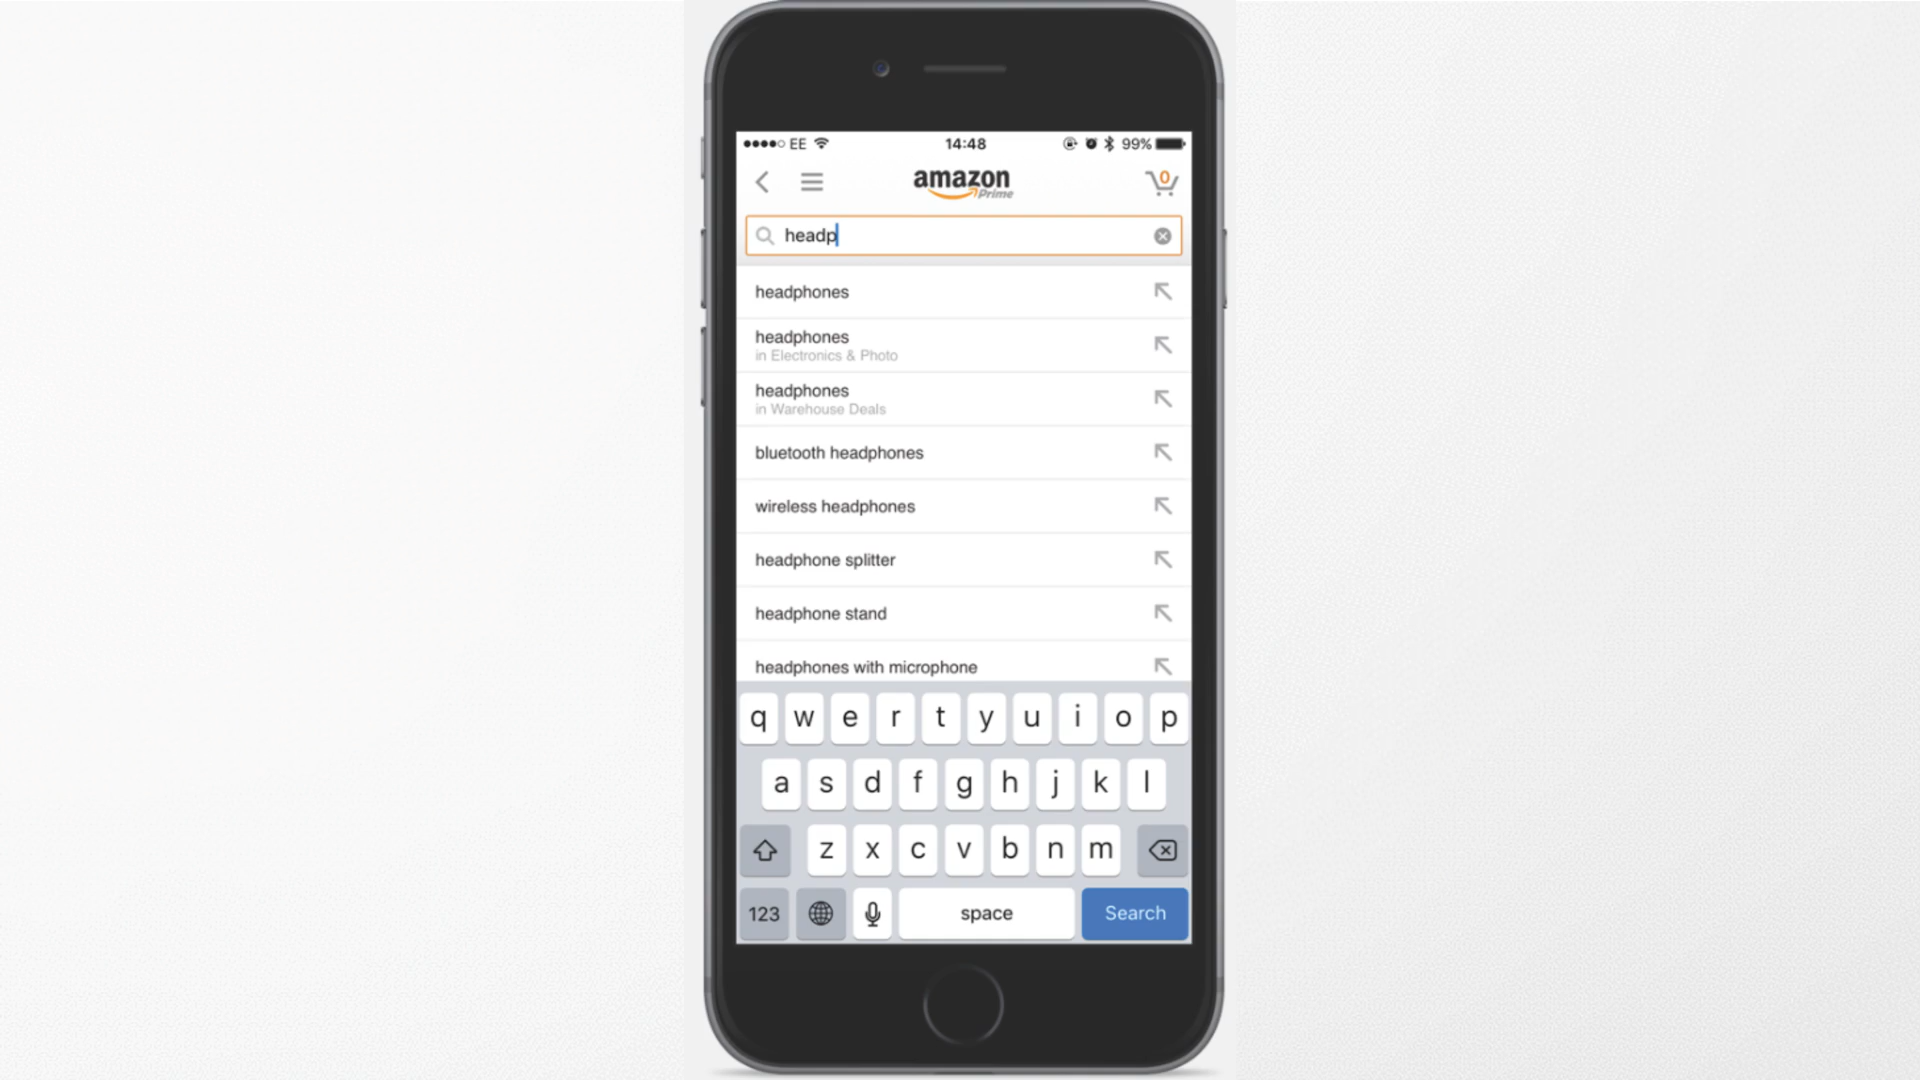 EE 14:48 99%
amazon
Prime
0
headp
headphones
headphones
in Electronics & Photo
headphones
in Warehouse Deals
bluetooth headphones
wireless headphones
headphone splitter
headphone stand
headphones with microphone
q w e r t y u i o p
a s d f g h j k l
z x c v b n m
123 space Search